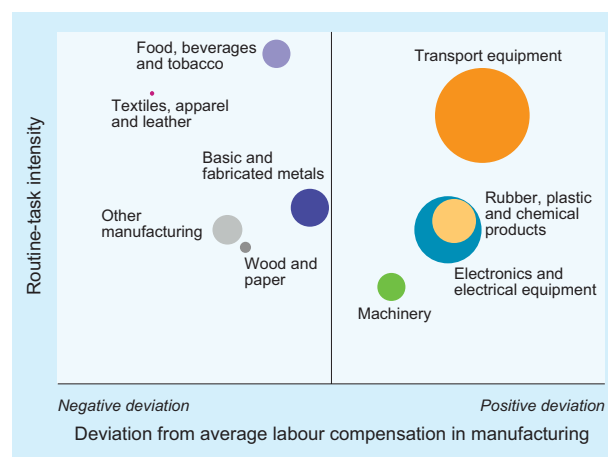 Food, beverages
and tobacco
Transport equipment
Textiles, apparel
and leather
Basic and
fabricated metals
Rubber, plastic
and chemical
products
Other
manufacturing
Wood and
paper
Electronics and
electrical equipment
Machinery
Routine-task intensity
Negative deviation
Positive deviation
Deviation from average labour compensation in manufacturing